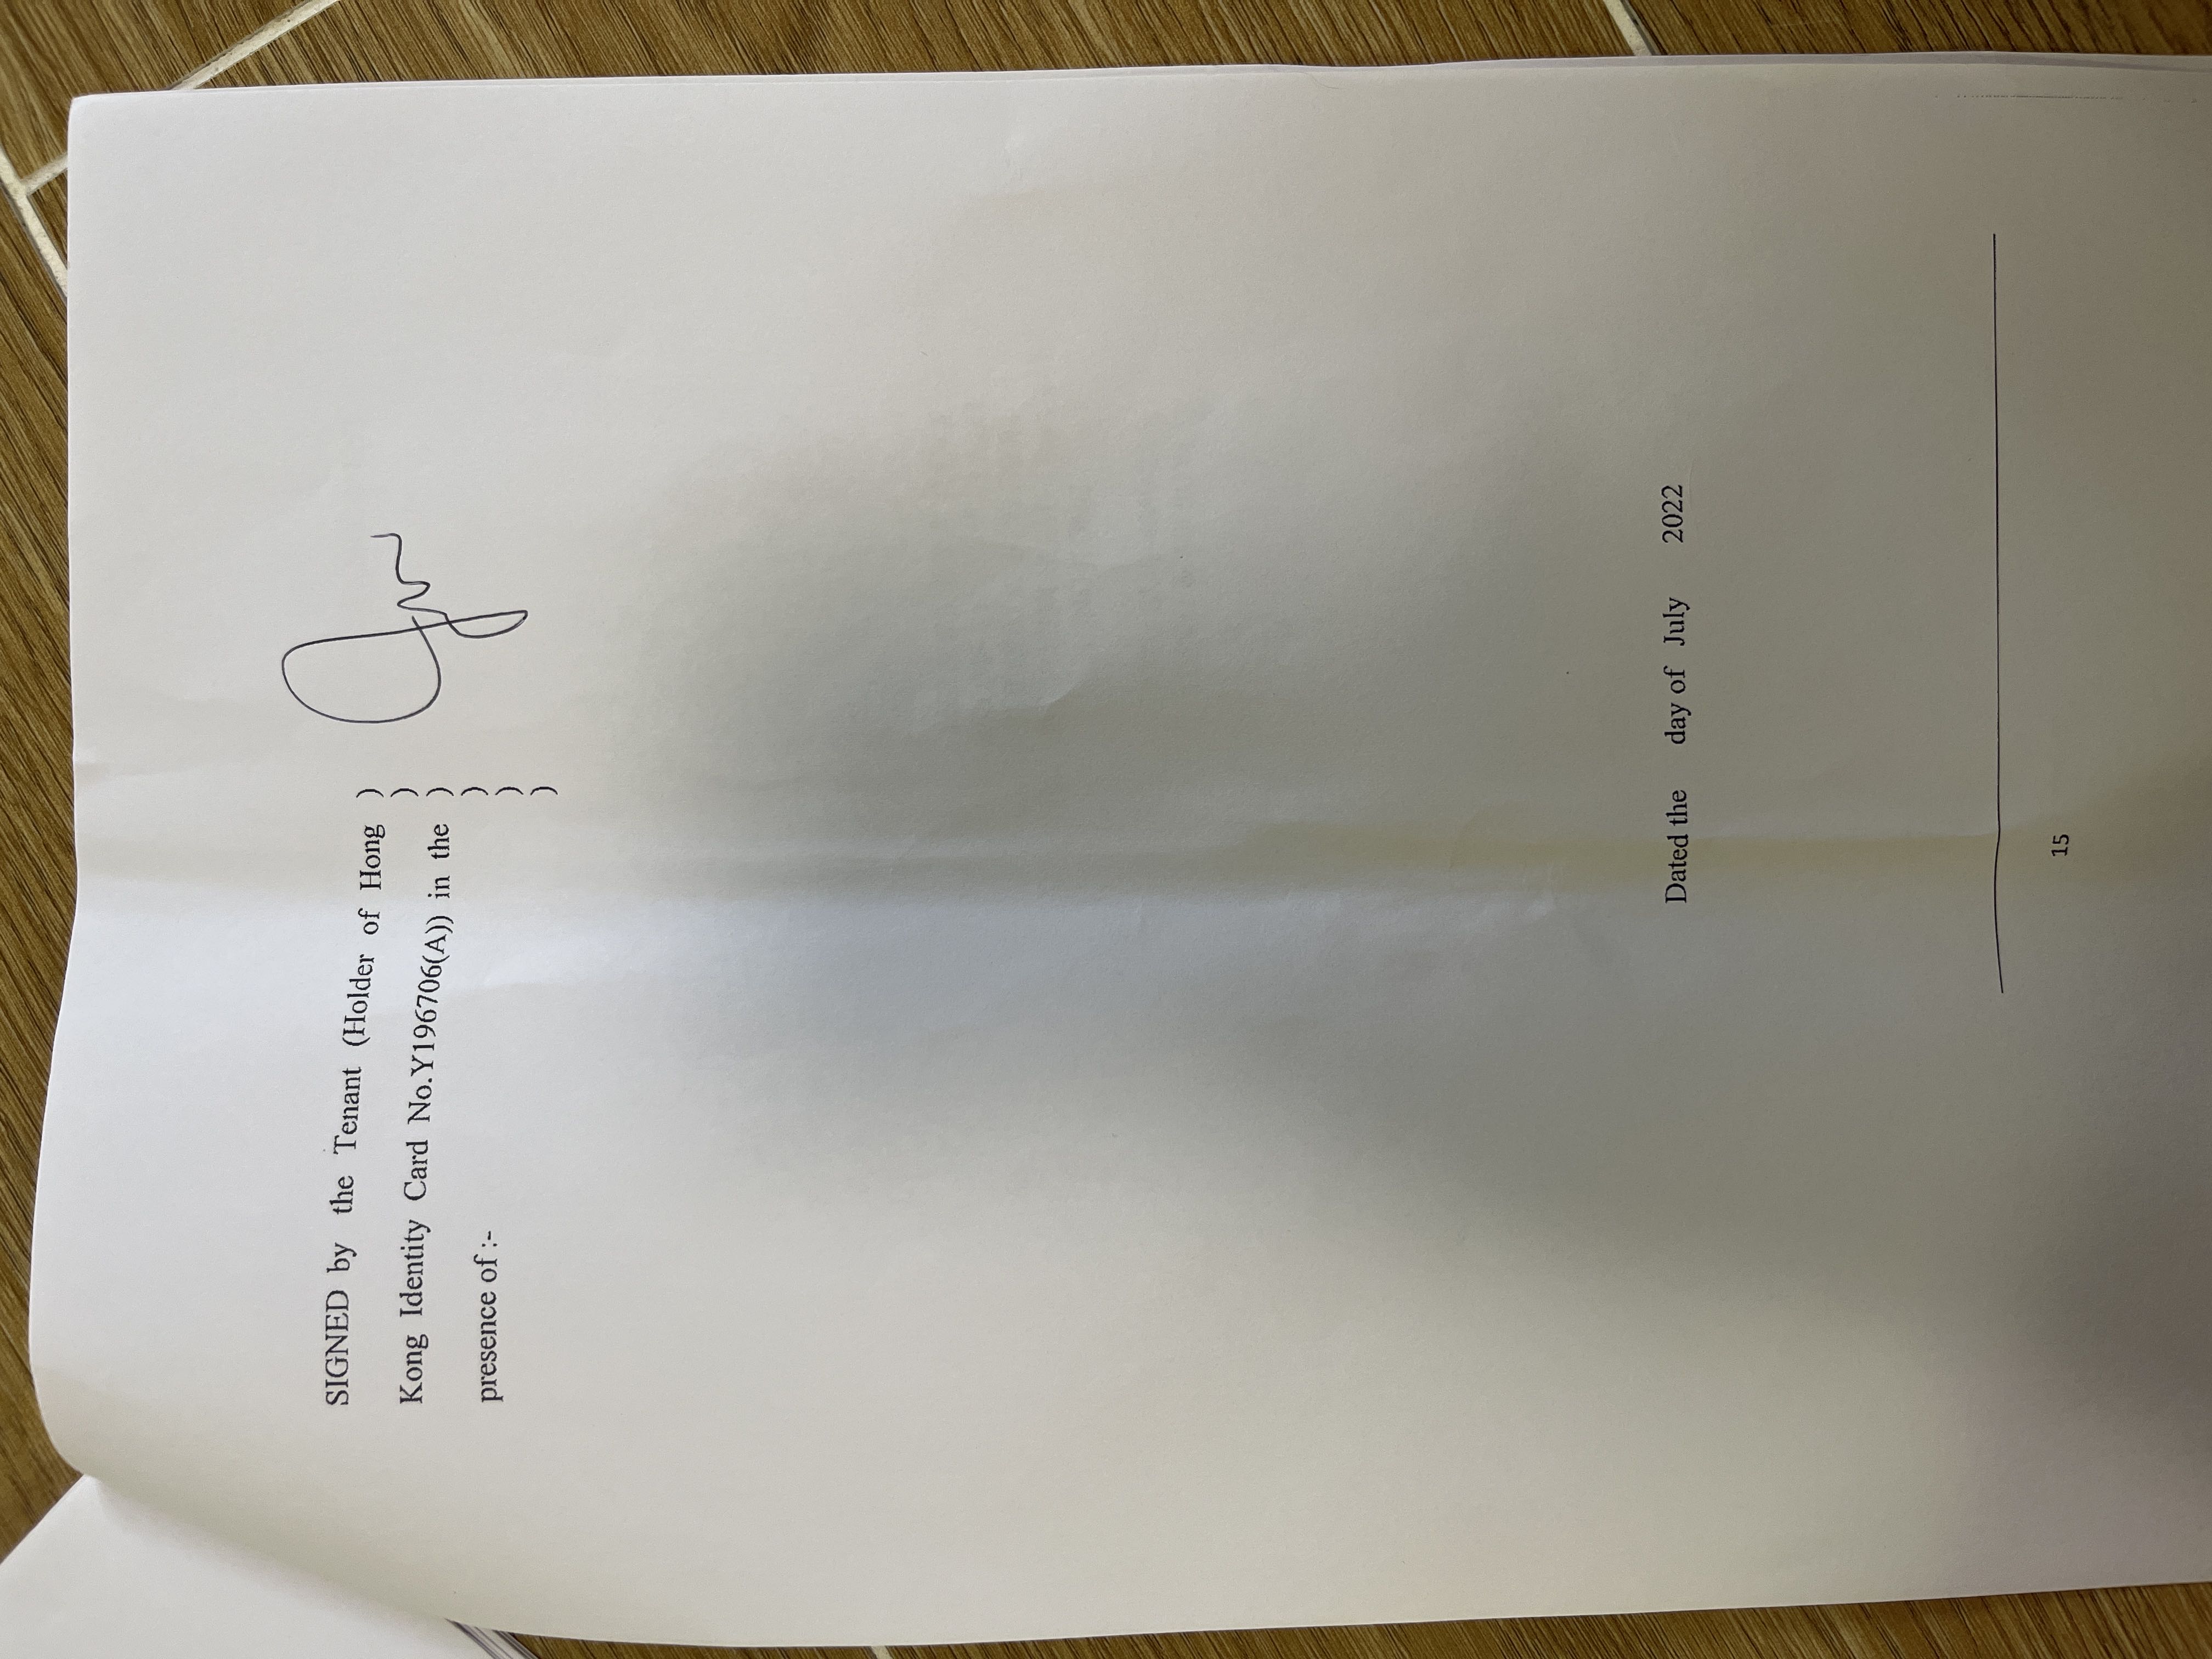 SIGNED by the Tenant (Holder of Hong )
Kong Identity Card No.Y196706(A)) in the )
)
presence of :- )
)
)
Dated the day of July 2022
15